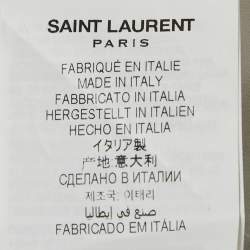 SAINT LAURENT
PARIS
FABRIQUÉ EN ITALIE
MADE IN ITALY
FABBRICATO IN ITALIA
HERGESTELLT IN ITALIEN
HECHO EN ITALIA
イタリア製
地:意大利
СДЕЛАНО В ИТАЛИИ
제조국: 이태리
صنع في إيطاليا
FABRICADO EM ITÁLIA